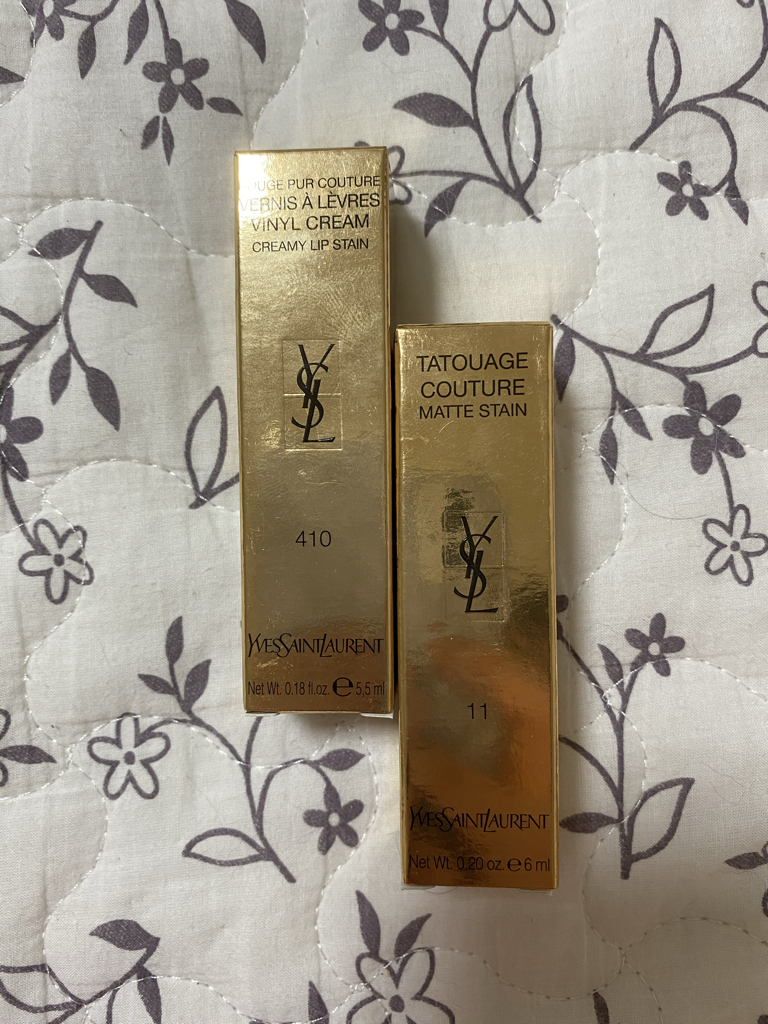 ROUGE PUR COUTURE
VERNIS À LÈVRES
VINYL CREAM
CREAMY LIP STAIN
YSL
410
YVESSAINTLAURENT
Net Wt. 0.18 fl.oz. e 5,5 ml
TATOUAGE
COUTURE
MATTE STAIN
YSL
11
YVESSAINTLAURENT
Net Wt. 0.20 oz. e 6 ml